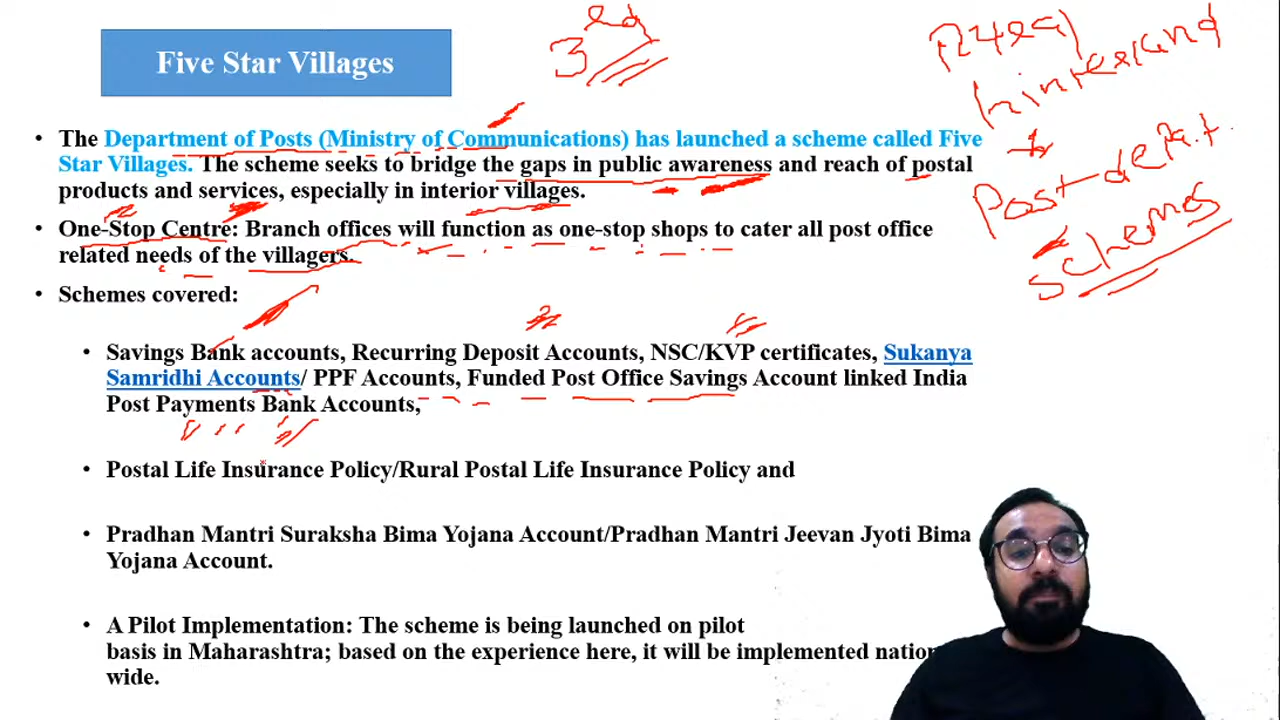 Five Star Villages
• The Department of Posts (Ministry of Communications) has launched a scheme called Five
Star Villages. The scheme seeks to bridge the gaps in public awareness and reach of postal
products and services, especially in interior villages.
• One-Stop Centre: Branch offices will function as one-stop shops to cater all post office
related needs of the villagers.
• Schemes covered:
• Savings Bank accounts, Recurring Deposit Accounts, NSC/KVP certificates, Sukanya
Samridhi Accounts/ PPF Accounts, Funded Post Office Savings Account linked India
Post Payments Bank Accounts,
• Postal Life Insurance Policy/Rural Postal Life Insurance Policy and
• Pradhan Mantri Suraksha Bima Yojana Account/Pradhan Mantri Jeevan Jyoti Bima
Yojana Account.
• A Pilot Implementation: The scheme is being launched on pilot
basis in Maharashtra; based on the experience here, it will be implemented
wide.
3 ed
hinterland
Post-dept.
schemes